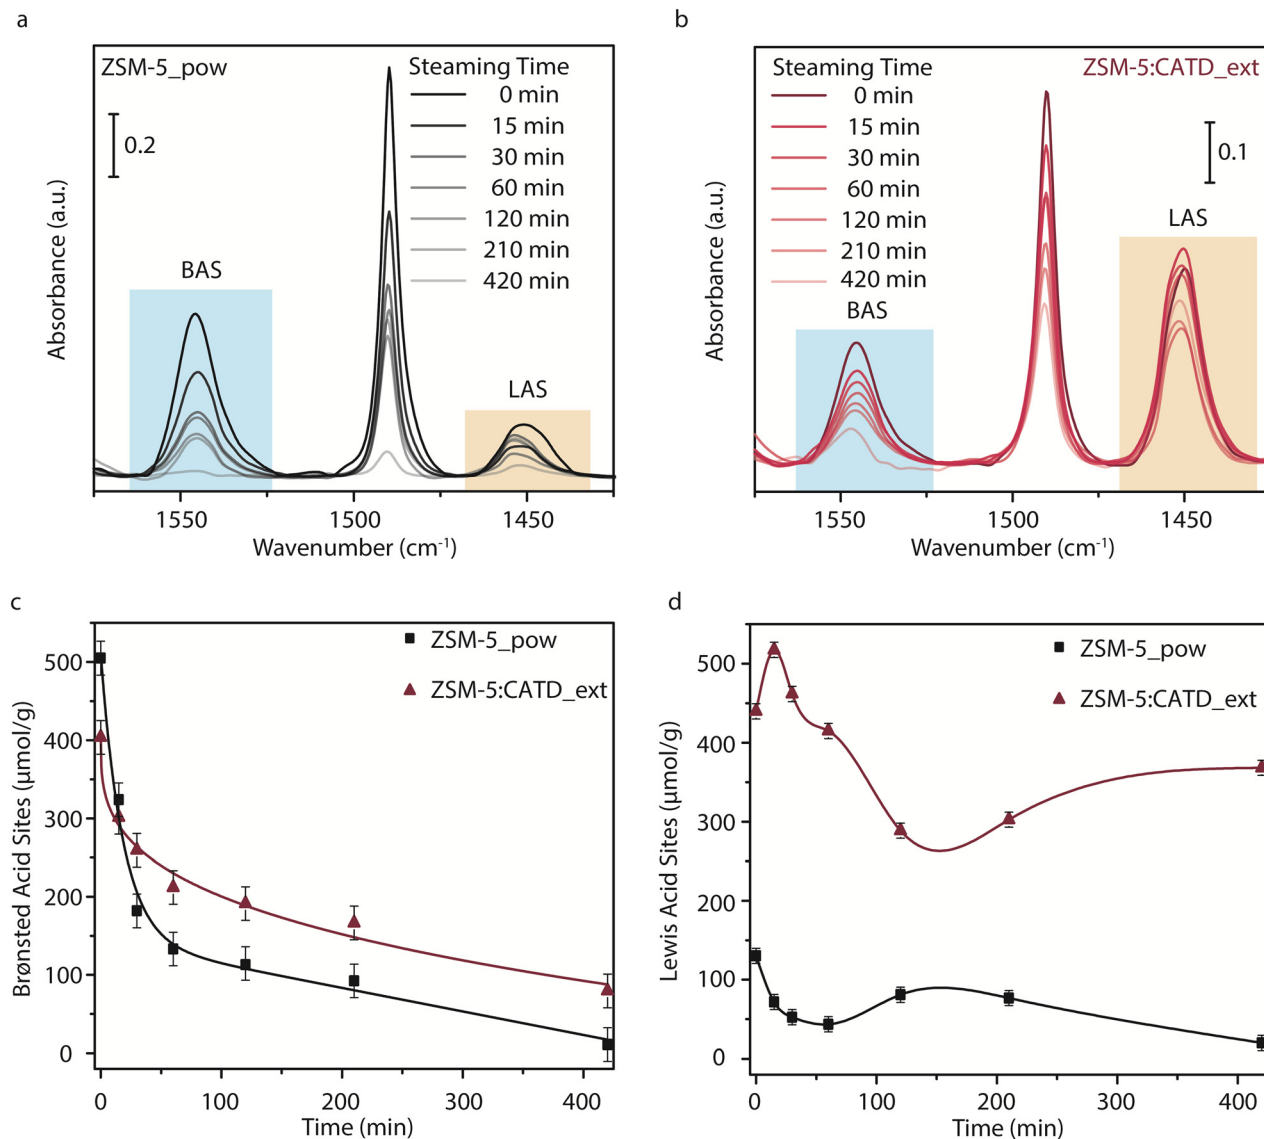 a
ZSM-5_pow
Steaming Time
0 min
15 min
30 min
60 min
120 min
210 min
420 min
0.2
BAS
LAS
Absorbance (a.u.)
1550
1500
1450
Wavenumber (cm⁻¹)
b
Steaming Time
0 min
15 min
30 min
60 min
120 min
210 min
420 min
ZSM-5:CATD_ext
0.1
LAS
BAS
Absorbance (a.u.)
1550
1500
1450
Wavenumber (cm⁻¹)
c
ZSM-5_pow
ZSM-5:CATD_ext
Brønsted Acid Sites (µmol/g)
500
400
300
200
100
0
0
100
200
300
400
Time (min)
d
ZSM-5_pow
ZSM-5:CATD_ext
Lewis Acid Sites (µmol/g)
500
400
300
200
100
0
0
100
200
300
400
Time (min)